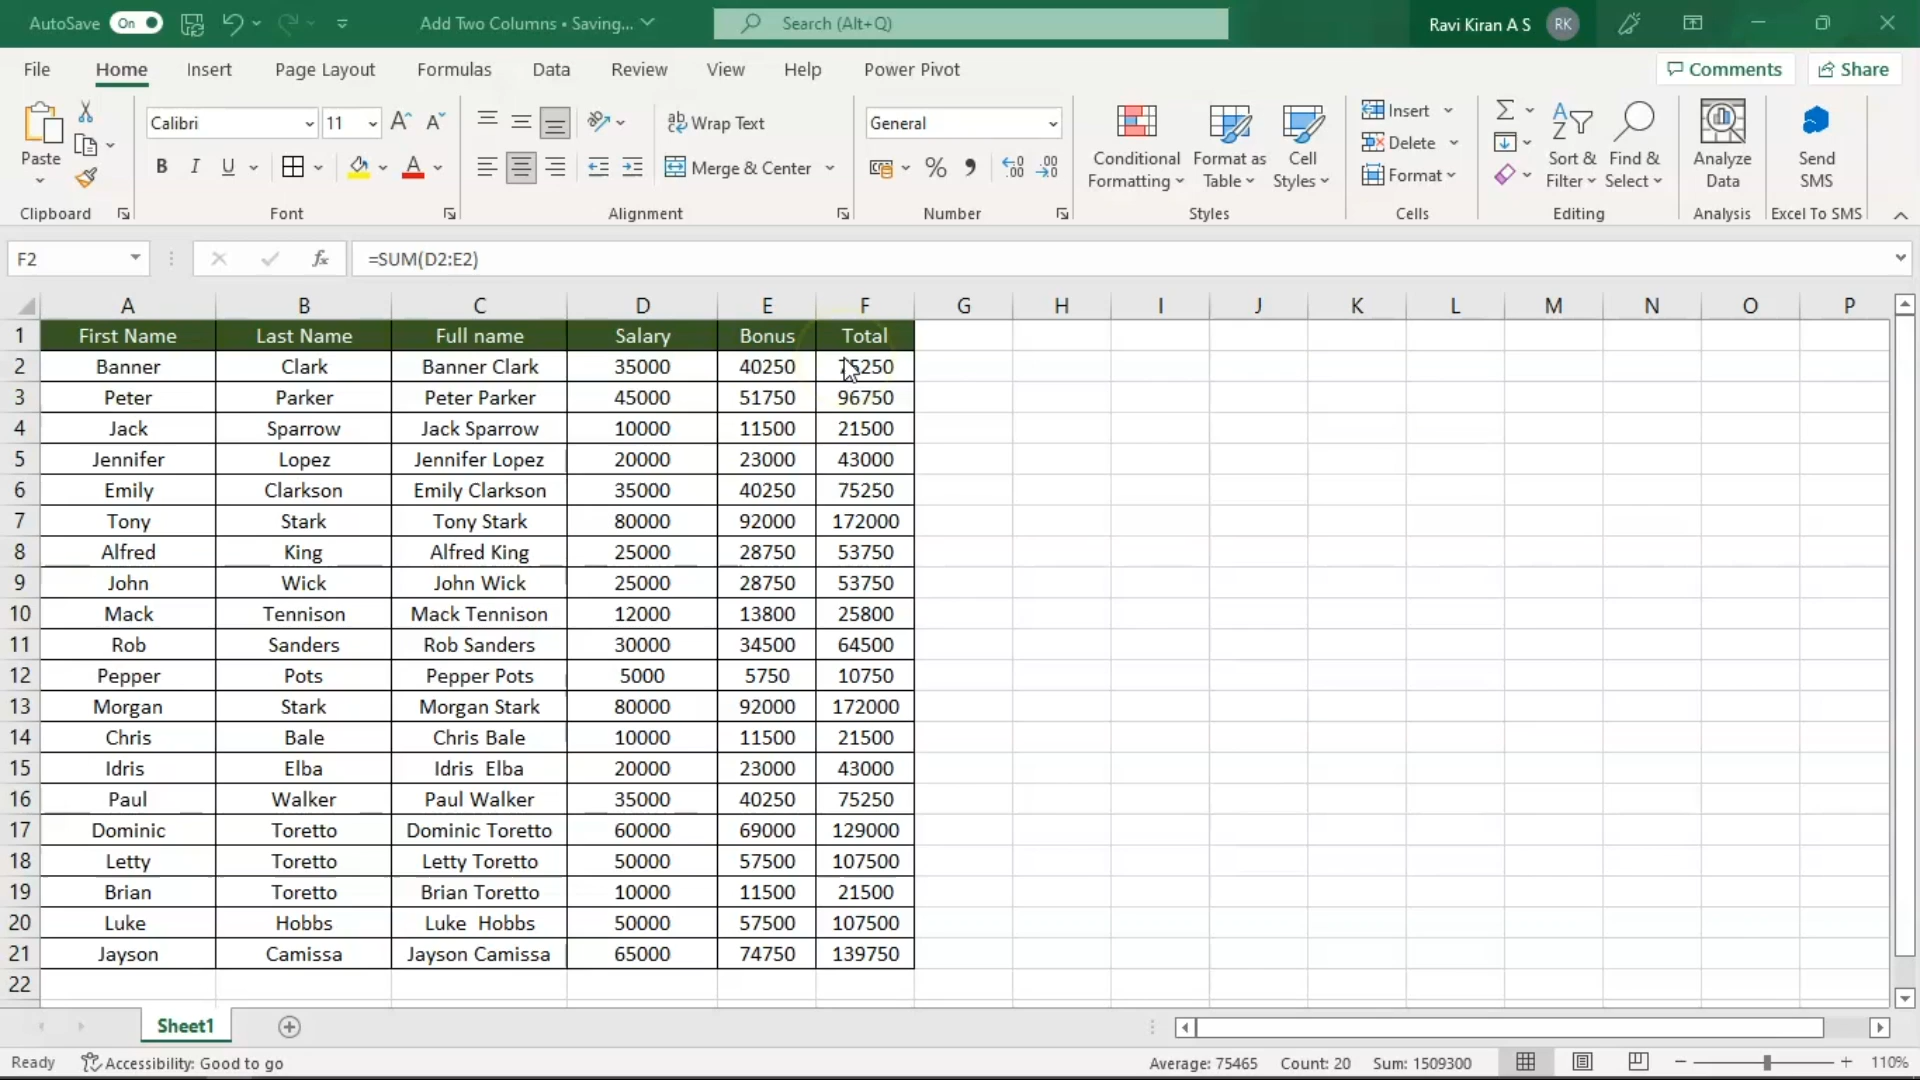 AutoSave On Add Two Columns • Saving... Search (Alt+Q) Ravi Kiran A S RK
File Home Insert Page Layout Formulas Data Review View Help Power Pivot Comments Share
Paste
Calibri 11
B I U
Wrap Text
Merge & Center
General
% 9
Conditional Formatting
Format as Table
Cell Styles
Insert
Delete
Format
Sort & Filter
Find & Select
Analyze Data
Send SMS
Clipboard Font Alignment Number Styles Cells Editing Analysis Excel To SMS
F2 fx =SUM(D2:E2)
A B C D E F G H I J K L M N O P
1 First Name Last Name Full name Salary Bonus Total
2 Banner Clark Banner Clark 35000 40250 75250
3 Peter Parker Peter Parker 45000 51750 96750
4 Jack Sparrow Jack Sparrow 10000 11500 21500
5 Jennifer Lopez Jennifer Lopez 20000 23000 43000
6 Emily Clarkson Emily Clarkson 35000 40250 75250
7 Tony Stark Tony Stark 80000 92000 172000
8 Alfred King Alfred King 25000 28750 53750
9 John Wick John Wick 25000 28750 53750
10 Mack Tennison Mack Tennison 12000 13800 25800
11 Rob Sanders Rob Sanders 30000 34500 64500
12 Pepper Pots Pepper Pots 5000 5750 10750
13 Morgan Stark Morgan Stark 80000 92000 172000
14 Chris Bale Chris Bale 10000 11500 21500
15 Idris Elba Idris  Elba 20000 23000 43000
16 Paul Walker Paul Walker 35000 40250 75250
17 Dominic Toretto Dominic Toretto 60000 69000 129000
18 Letty Toretto Letty Toretto 50000 57500 107500
19 Brian Toretto Brian Toretto 10000 11500 21500
20 Luke Hobbs Luke  Hobbs 50000 57500 107500
21 Jayson Camissa Jayson Camissa 65000 74750 139750
22
Sheet1
Ready Accessibility: Good to go Average: 75465 Count: 20 Sum: 1509300 110%